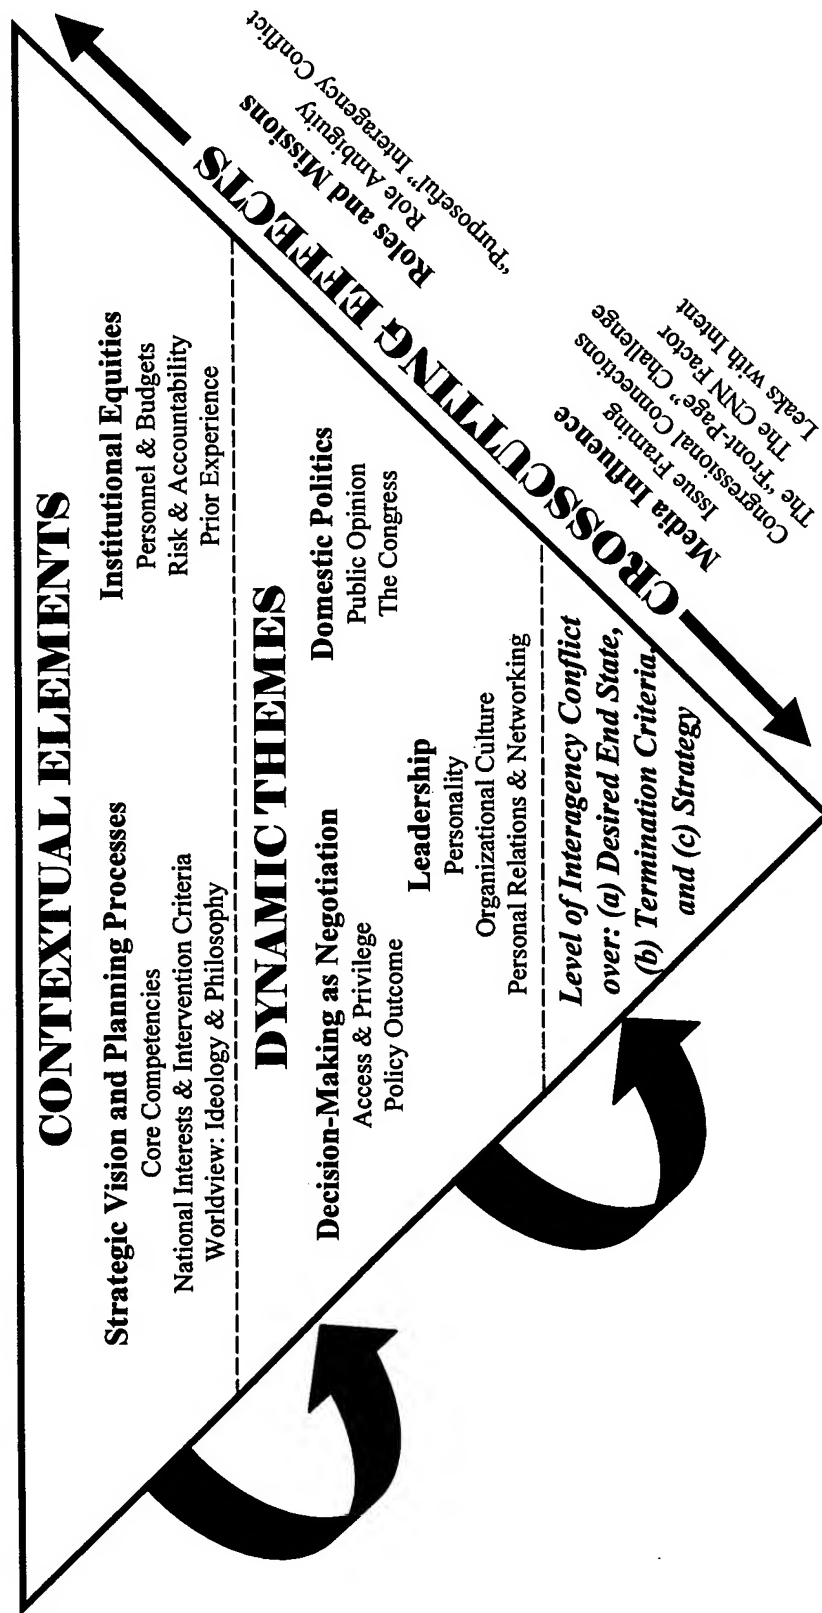 CONTEXTUAL ELEMENTS
Strategic Vision and Planning Processes
Core Competencies
National Interests & Intervention Criteria
Worldview: Ideology & Philosophy
Institutional Equities
Personnel & Budgets
Risk & Accountability
Prior Experience
DYNAMIC THEMES
Decision-Making as Negotiation
Access & Privilege
Policy Outcome
Domestic Politics
Public Opinion
The Congress
Leadership
Personality
Organizational Culture
Personal Relations & Networking
Level of Interagency Conflict
over: (a) Desired End State,
(b) Termination Criteria,
and (c) Strategy
CROSSCUTTING EFFECTS
Roles and Missions
Role Ambiguity
"Purposeful" Interagency Conflict
Media Influence
Issue Framing
Congressional Connections
The "Front-Page" Challenge
The CNN Factor
Leaks with Intent